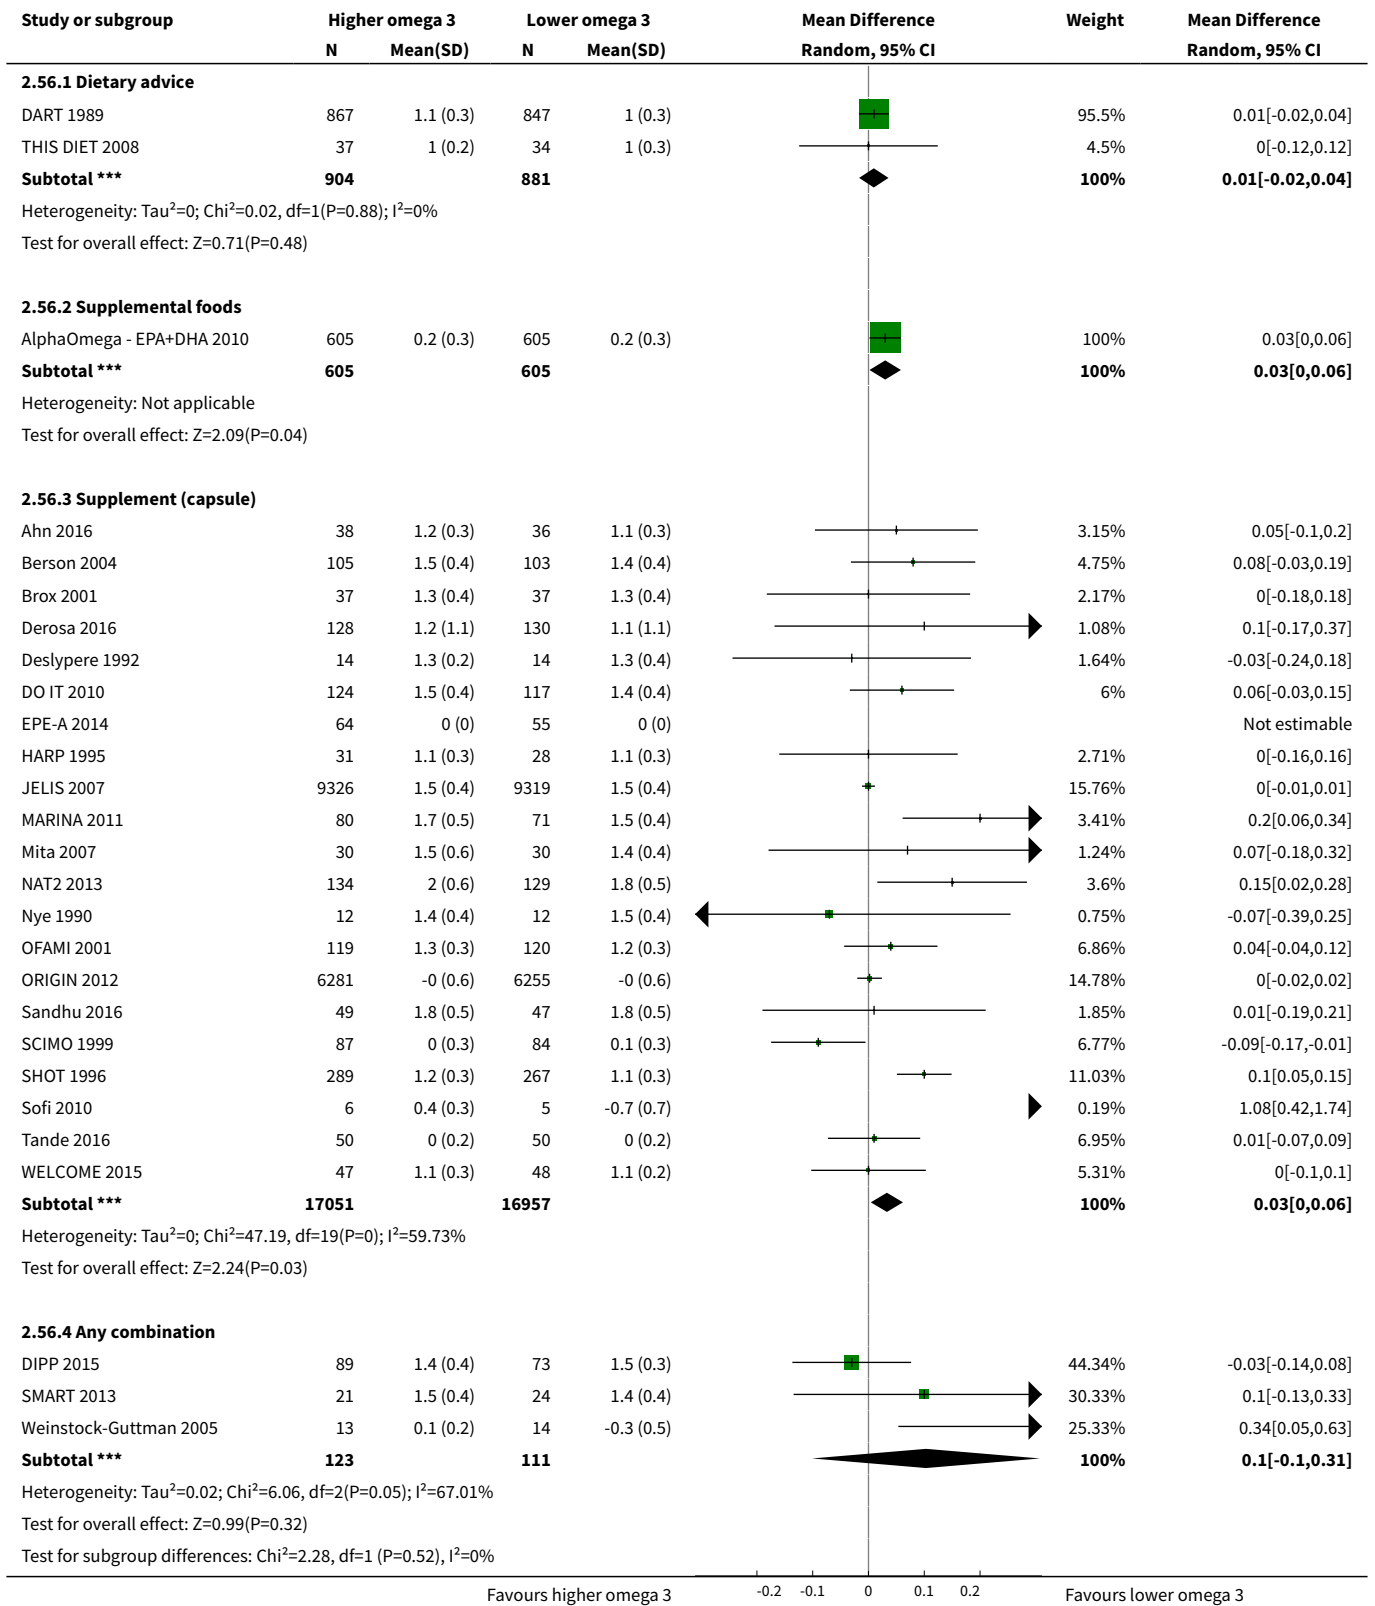 Study or subgroup Higher omega 3 Lower omega 3 Mean Difference Weight Mean Difference
N Mean(SD) N Mean(SD) Random, 95% CI Random, 95% CI
2.56.1 Dietary advice
DART 1989 867 1.1 (0.3) 847 1 (0.3) 95.5% 0.01[-0.02,0.04]
THIS DIET 2008 37 1 (0.2) 34 1 (0.3) 4.5% 0[-0.12,0.12]
Subtotal *** 904 881 100% 0.01[-0.02,0.04]
Heterogeneity: Tau²=0; Chi²=0.02, df=1(P=0.88); I²=0%
Test for overall effect: Z=0.71(P=0.48)
2.56.2 Supplemental foods
AlphaOmega - EPA+DHA 2010 605 0.2 (0.3) 605 0.2 (0.3) 100% 0.03[0,0.06]
Subtotal *** 605 605 100% 0.03[0,0.06]
Heterogeneity: Not applicable
Test for overall effect: Z=2.09(P=0.04)
2.56.3 Supplement (capsule)
Ahn 2016 38 1.2 (0.3) 36 1.1 (0.3) 3.15% 0.05[-0.1,0.2]
Berson 2004 105 1.5 (0.4) 103 1.4 (0.4) 4.75% 0.08[-0.03,0.19]
Brox 2001 37 1.3 (0.4) 37 1.3 (0.4) 2.17% 0[-0.18,0.18]
Derosa 2016 128 1.2 (1.1) 130 1.1 (1.1) 1.08% 0.1[-0.17,0.37]
Deslypere 1992 14 1.3 (0.2) 14 1.3 (0.4) 1.64% -0.03[-0.24,0.18]
DO IT 2010 124 1.5 (0.4) 117 1.4 (0.4) 6% 0.06[-0.03,0.15]
EPE-A 2014 64 0 (0) 55 0 (0) Not estimable
HARP 1995 31 1.1 (0.3) 28 1.1 (0.3) 2.71% 0[-0.16,0.16]
JELIS 2007 9326 1.5 (0.4) 9319 1.5 (0.4) 15.76% 0[-0.01,0.01]
MARINA 2011 80 1.7 (0.5) 71 1.5 (0.4) 3.41% 0.2[0.06,0.34]
Mita 2007 30 1.5 (0.6) 30 1.4 (0.4) 1.24% 0.07[-0.18,0.32]
NAT2 2013 134 2 (0.6) 129 1.8 (0.5) 3.6% 0.15[0.02,0.28]
Nye 1990 12 1.4 (0.4) 12 1.5 (0.4) 0.75% -0.07[-0.39,0.25]
OFAMI 2001 119 1.3 (0.3) 120 1.2 (0.3) 6.86% 0.04[-0.04,0.12]
ORIGIN 2012 6281 -0 (0.6) 6255 -0 (0.6) 14.78% 0[-0.02,0.02]
Sandhu 2016 49 1.8 (0.5) 47 1.8 (0.5) 1.85% 0.01[-0.19,0.21]
SCIMO 1999 87 0 (0.3) 84 0.1 (0.3) 6.77% -0.09[-0.17,-0.01]
SHOT 1996 289 1.2 (0.3) 267 1.1 (0.3) 11.03% 0.1[0.05,0.15]
Sofi 2010 6 0.4 (0.3) 5 -0.7 (0.7) 0.19% 1.08[0.42,1.74]
Tande 2016 50 0 (0.2) 50 0 (0.2) 6.95% 0.01[-0.07,0.09]
WELCOME 2015 47 1.1 (0.3) 48 1.1 (0.2) 5.31% 0[-0.1,0.1]
Subtotal *** 17051 16957 100% 0.03[0,0.06]
Heterogeneity: Tau²=0; Chi²=47.19, df=19(P=0); I²=59.73%
Test for overall effect: Z=2.24(P=0.03)
2.56.4 Any combination
DIPP 2015 89 1.4 (0.4) 73 1.5 (0.3) 44.34% -0.03[-0.14,0.08]
SMART 2013 21 1.5 (0.4) 24 1.4 (0.4) 30.33% 0.1[-0.13,0.33]
Weinstock-Guttman 2005 13 0.1 (0.2) 14 -0.3 (0.5) 25.33% 0.34[0.05,0.63]
Subtotal *** 123 111 100% 0.1[-0.1,0.31]
Heterogeneity: Tau²=0.02; Chi²=6.06, df=2(P=0.05); I²=67.01%
Test for overall effect: Z=0.99(P=0.32)
Test for subgroup differences: Chi²=2.28, df=1 (P=0.52), I²=0%
Favours higher omega 3 -0.2 -0.1 0 0.1 0.2 Favours lower omega 3